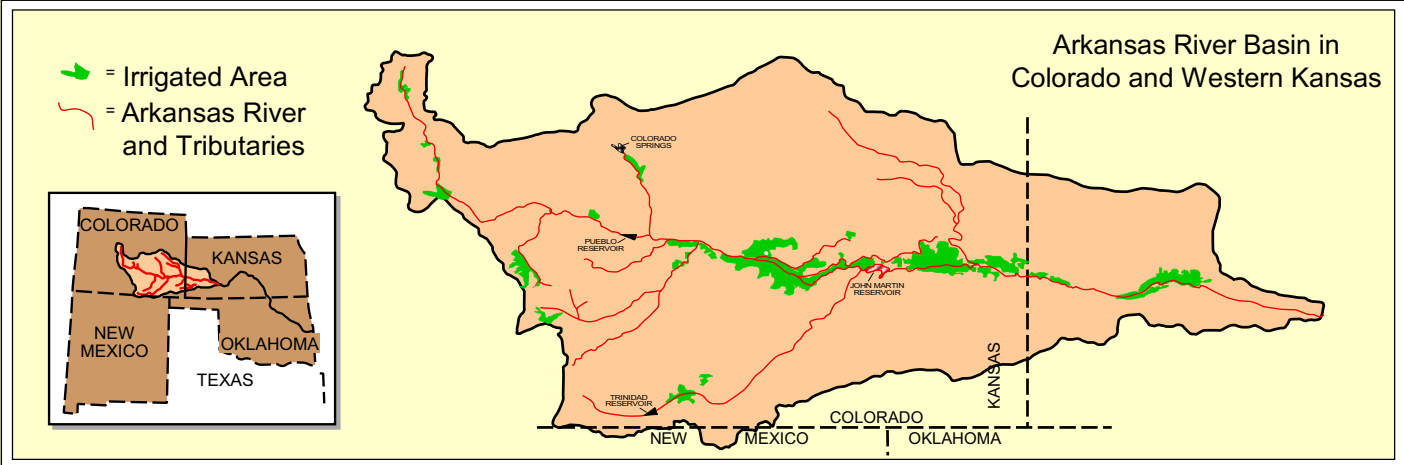 Arkansas River Basin in
Colorado and Western Kansas
= Irrigated Area
= Arkansas River
and Tributaries
COLORADO
SPRINGS
PUEBLO
RESERVOIR
JOHN MARTIN
RESERVOIR
TRINIDAD
RESERVOIR
KANSAS
COLORADO
NEW MEXICO
OKLAHOMA
COLORADO
KANSAS
NEW
MEXICO
OKLAHOMA
TEXAS